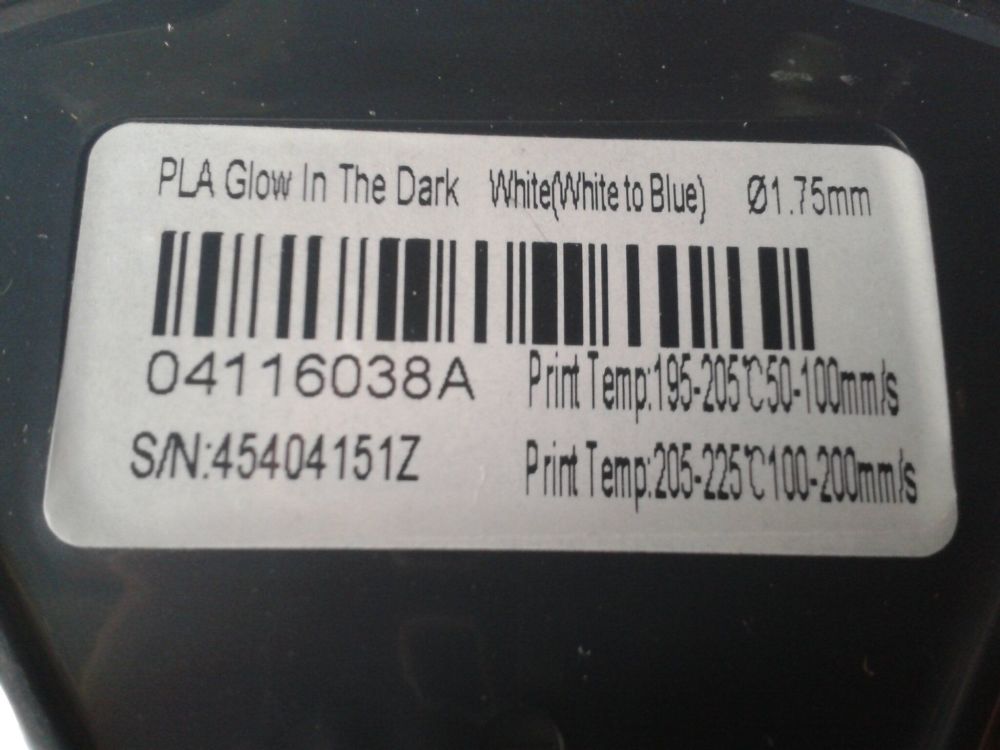 PLA Glow In The Dark White(White to Blue) Ø1.75mm
04116038A
Print Temp:195-205℃50-100mm/s
S/N:45404151Z
Print Temp:205-225℃100-200mm/s